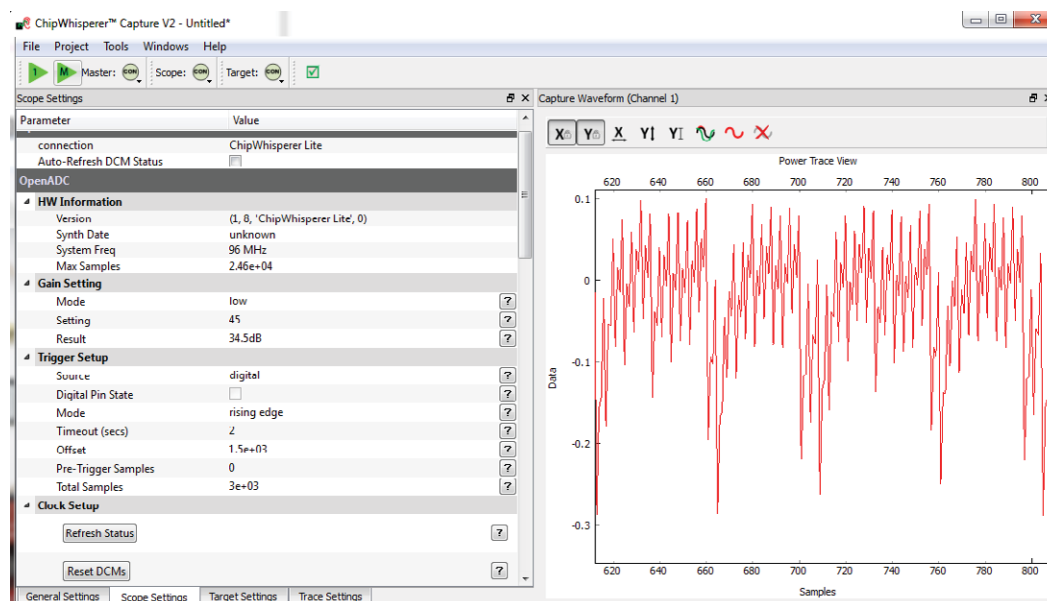 ChipWhisperer™ Capture V2 - Untitled*
File Project Tools Windows Help
1 M Master: CON Scope: CON Target: CON
Scope Settings
Parameter Value
connection ChipWhisperer Lite
Auto-Refresh DCM Status
OpenADC
HW Information
Version (1, 8, 'ChipWhisperer Lite', 0)
Synth Date unknown
System Freq 96 MHz
Max Samples 2.46e+04
Gain Setting
Mode low ?
Setting 45 ?
Result 34.5dB ?
Trigger Setup
Source digital ?
Digital Pin State ?
Mode rising edge ?
Timeout (secs) 2 ?
Offset 1.5e+03 ?
Pre-Trigger Samples 0 ?
Total Samples 3e+03 ?
Clock Setup
Refresh Status ?
Reset DCMs ?
General Settings Scope Settings Target Settings Trace Settings
Capture Waveform (Channel 1)
X Y X Y Y
Power Trace View
620 640 660 680 700 720 740 760 780 800
0.1
0
-0.1
Data
-0.2
-0.3
620 640 660 680 700 720 740 760 780 800
Samples